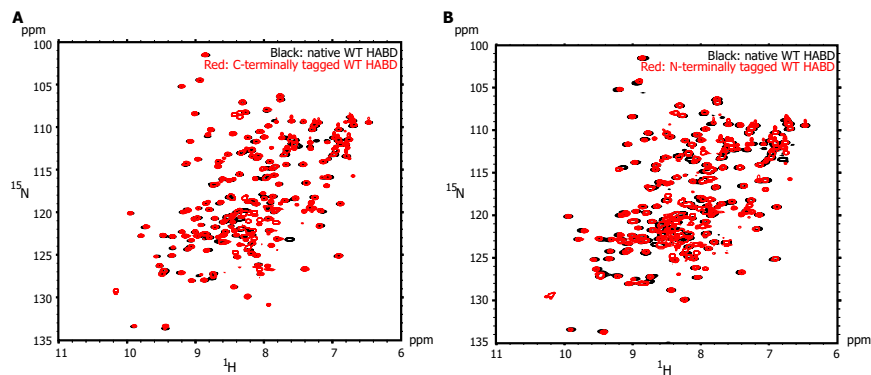 A
ppm
Black: native WT HABD
Red: C-terminally tagged WT HABD
100
105
110
115
15N
120
125
130
135
ppm
11
10
9
8
7
6
1H
B
ppm
Black: native WT HABD
Red: N-terminally tagged WT HABD
100
105
110
115
15N
120
125
130
135
ppm
11
10
9
8
7
6
1H